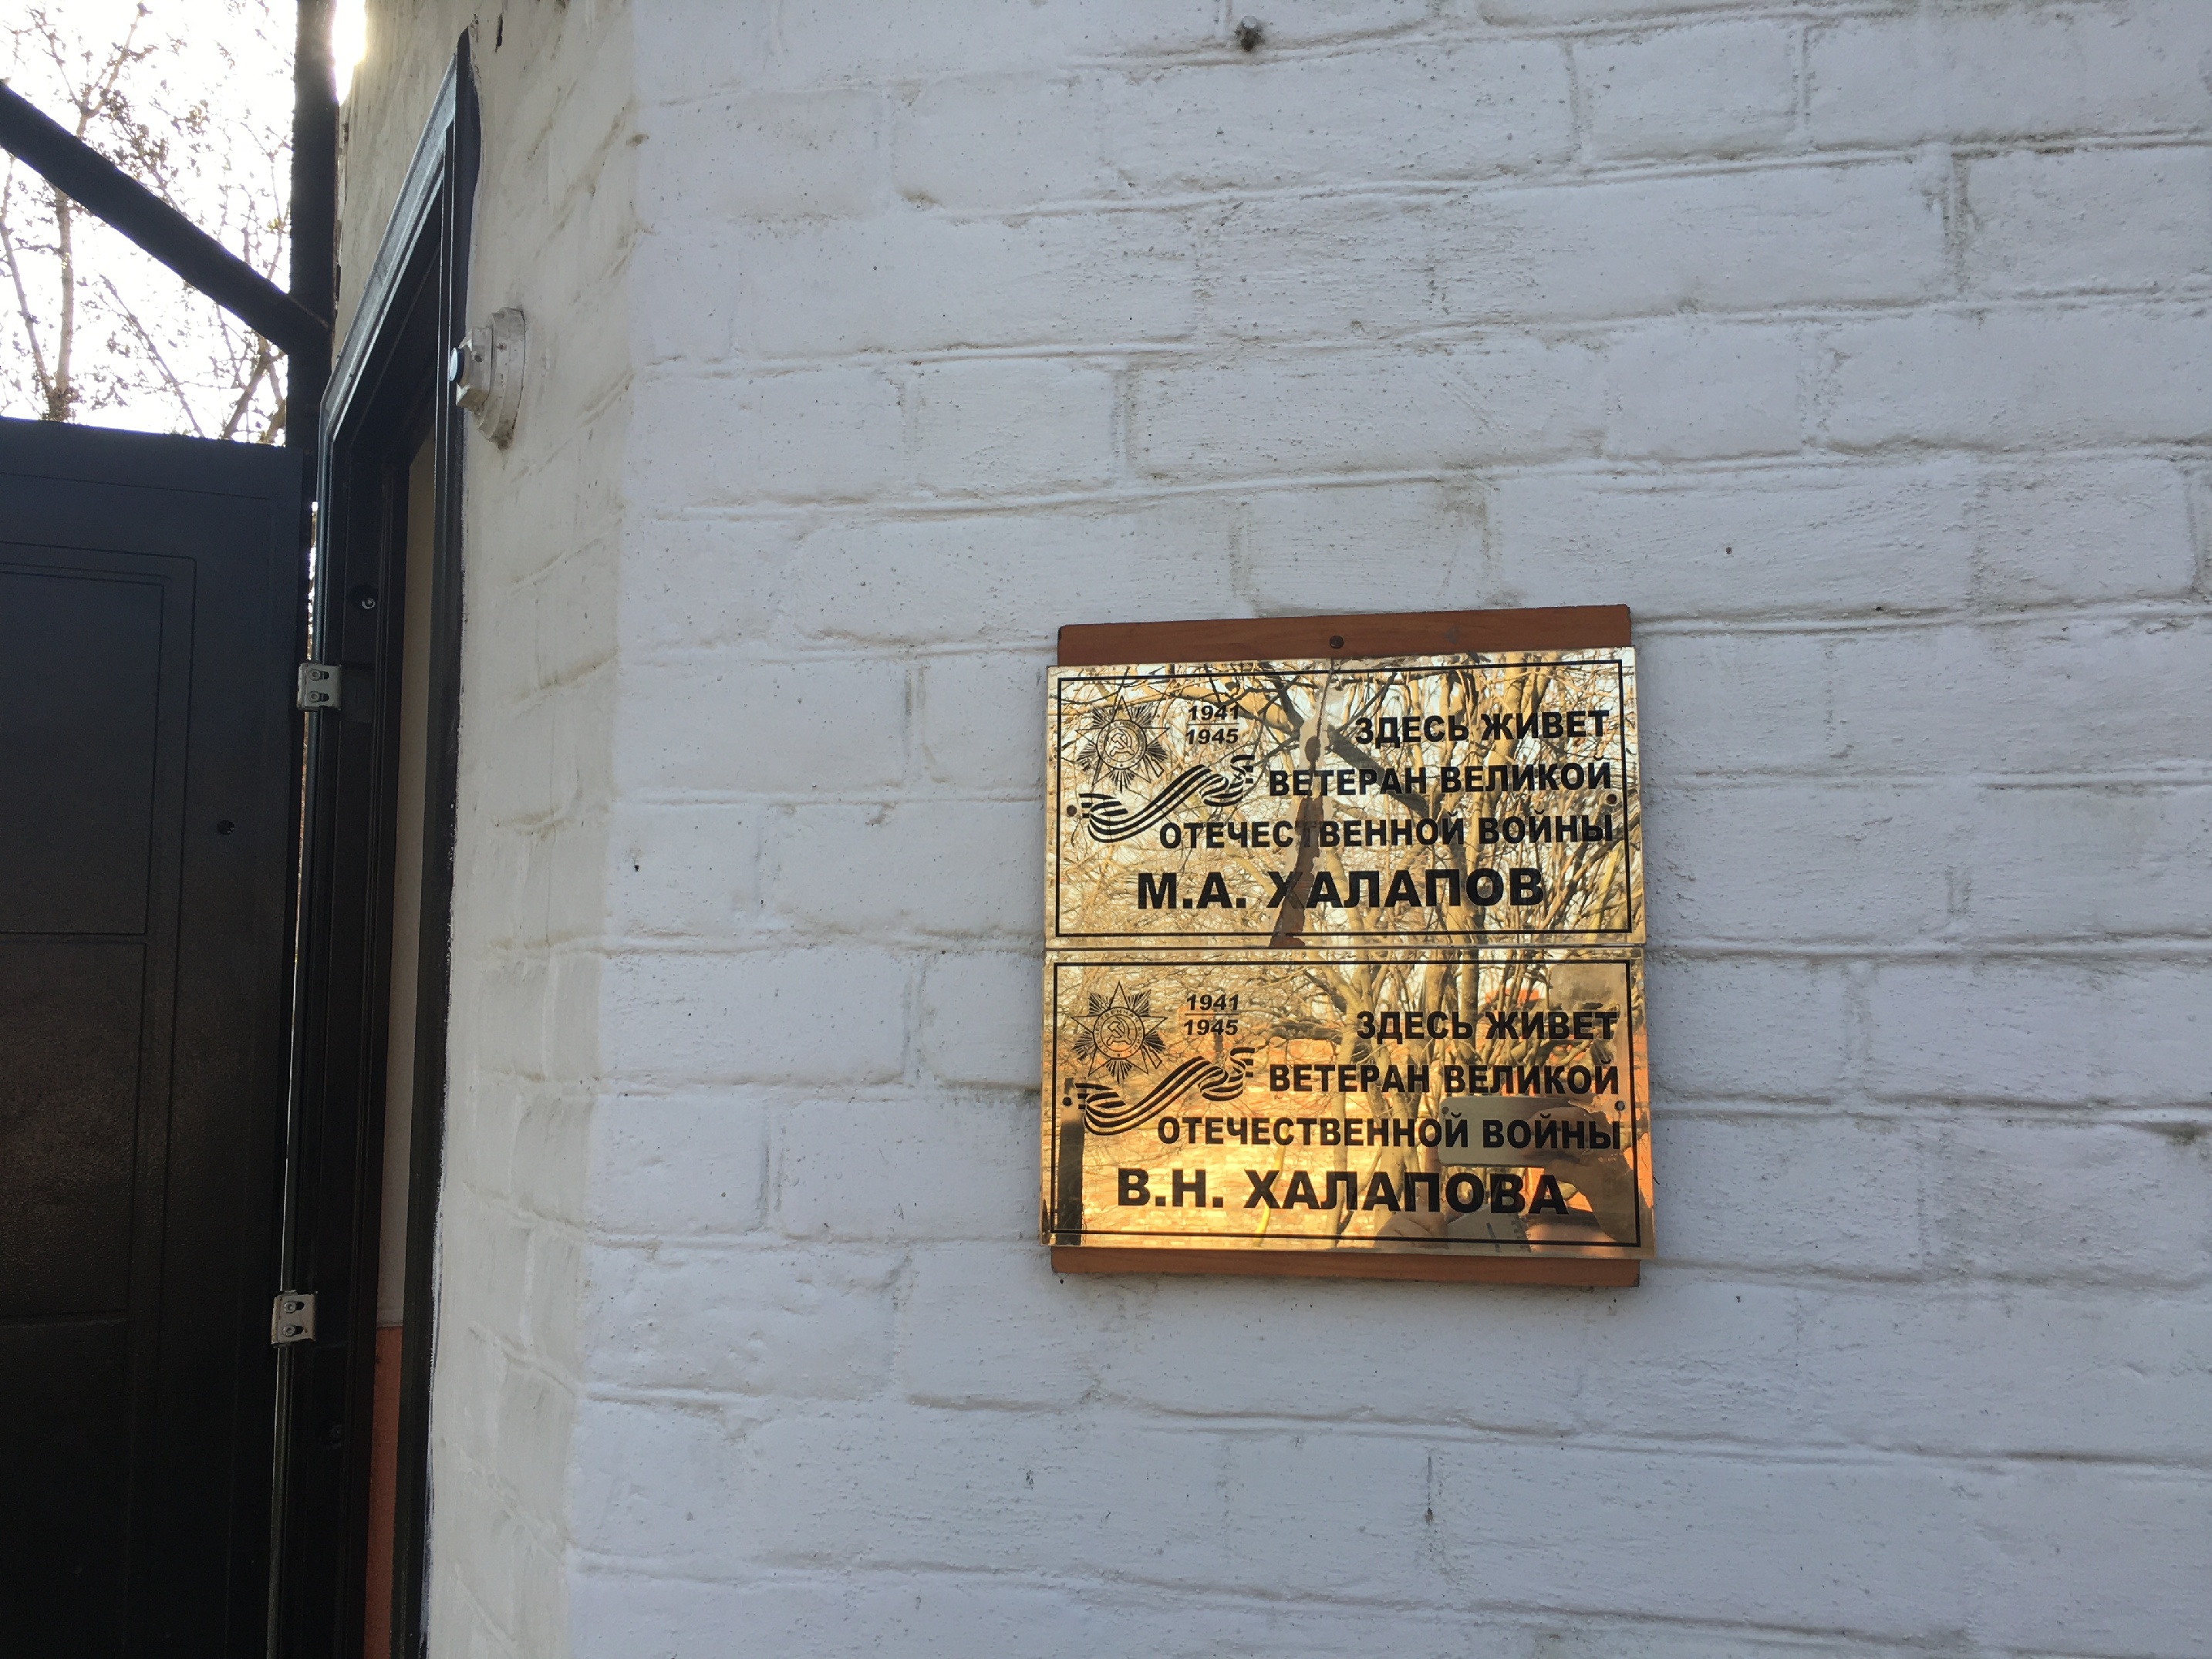 1941
1945
ЗДЕСЬ ЖИВЕТ
ВЕТЕРАН ВЕЛИКОЙ
ОТЕЧЕСТВЕННОЙ ВОЙНЫ
М.А. ХАЛАПОВ
1941
1945
ЗДЕСЬ ЖИВЕТ
ВЕТЕРАН ВЕЛИКОЙ
ОТЕЧЕСТВЕННОЙ ВОЙНЫ
В.Н. ХАЛАПОВА